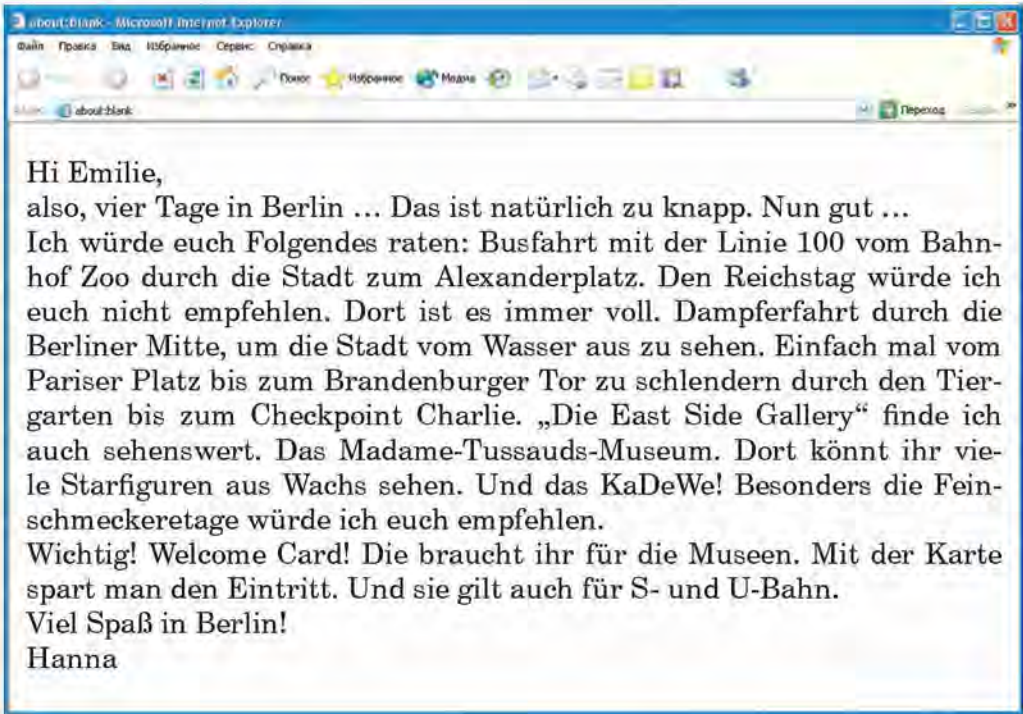 about:blank - Microsoft Internet Explorer
Файл Правка Вид Избранное Сервис Справка
Поиск Избранное Медиа
about:blank Переход
Hi Emilie,
also, vier Tage in Berlin … Das ist natürlich zu knapp. Nun gut …
Ich würde euch Folgendes raten: Busfahrt mit der Linie 100 vom Bahn-
hof Zoo durch die Stadt zum Alexanderplatz. Den Reichstag würde ich
euch nicht empfehlen. Dort ist es immer voll. Dampferfahrt durch die
Berliner Mitte, um die Stadt vom Wasser aus zu sehen. Einfach mal vom
Pariser Platz bis zum Brandenburger Tor zu schlendern durch den Tier-
garten bis zum Checkpoint Charlie. „Die East Side Gallery“ finde ich
auch sehenswert. Das Madame-Tussauds-Museum. Dort könnt ihr vie-
le Starfiguren aus Wachs sehen. Und das KaDeWe! Besonders die Fein-
schmeckeretage würde ich euch empfehlen.
Wichtig! Welcome Card! Die braucht ihr für die Museen. Mit der Karte
spart man den Eintritt. Und sie gilt auch für S- und U-Bahn.
Viel Spaß in Berlin!
Hanna